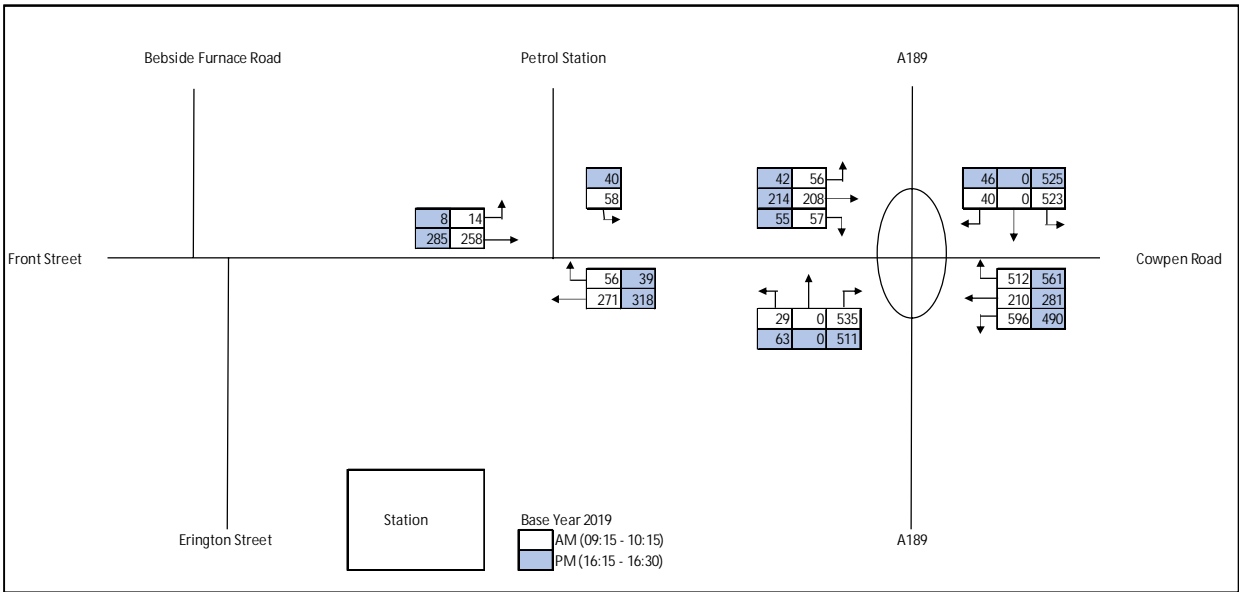 Bebside Furnace Road
Petrol Station
A189
40
58
42 56
214 208
55 57
46 0 525
40 0 523
8 14
285 258
Front Street
Cowpen Road
56 39
271 318
512 561
210 281
596 490
29 0 535
63 0 511
Station
Base Year 2019
AM (09:15 - 10:15)
PM (16:15 - 16:30)
Erington Street
A189